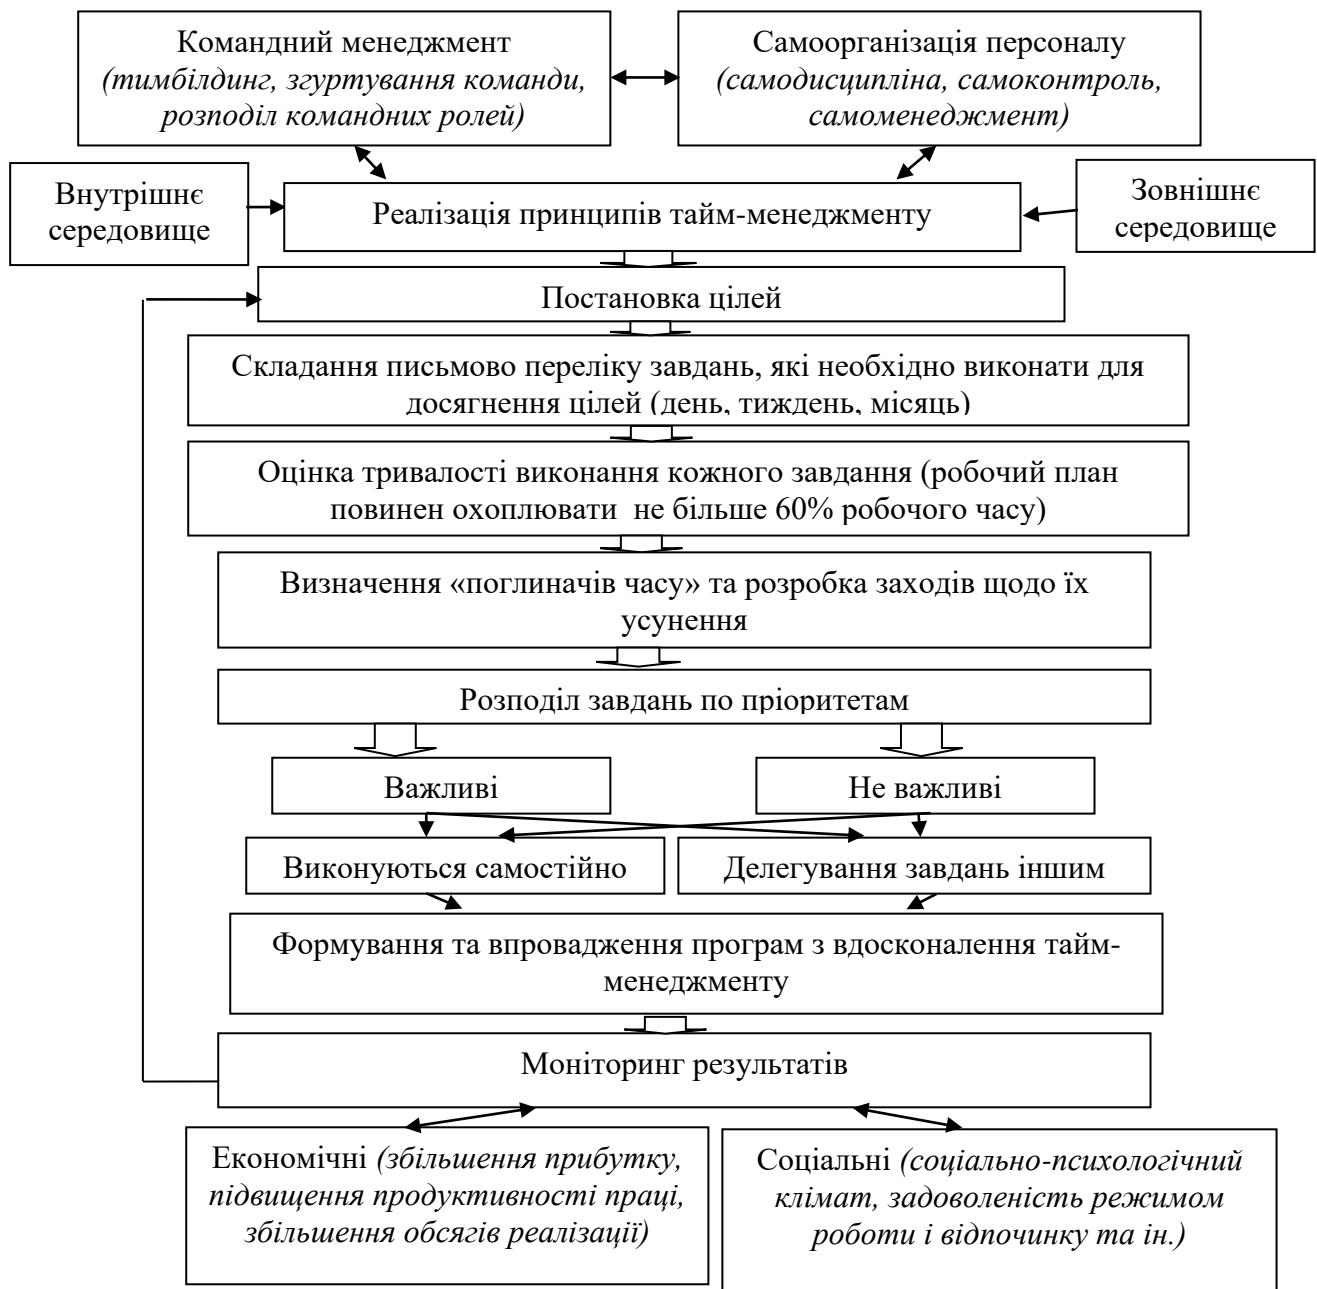 Командний менеджмент
(тимбілдинг, згуртування команди,
розподіл командних ролей)
Самоорганізація персоналу
(самодисципліна, самоконтроль,
самоменеджмент)
Внутрішнє
середовище
Реалізація принципів тайм-менеджменту
Зовнішнє
середовище
Постановка цілей
Складання письмово переліку завдань, які необхідно виконати для
досягнення цілей (день, тиждень, місяць)
Оцінка тривалості виконання кожного завдання (робочий план
повинен охоплювати не більше 60% робочого часу)
Визначення «поглиначів часу» та розробка заходів щодо їх
усунення
Розподіл завдань по пріоритетам
Важливі
Не важливі
Виконуються самостійно
Делегування завдань іншим
Формування та впровадження програм з вдосконалення тайм-
менеджменту
Моніторинг результатів
Економічні (збільшення прибутку,
підвищення продуктивності праці,
збільшення обсягів реалізації)
Соціальні (соціально-психологічний
клімат, задоволеність режимом
роботи і відпочинку та ін.)